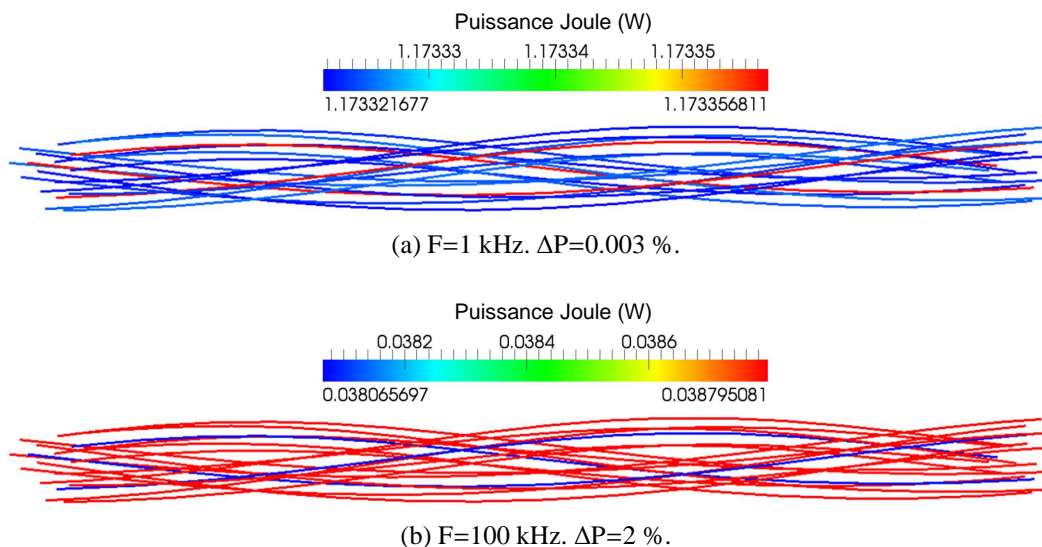 Puissance Joule (W)
1.17333 1.17334 1.17335
1.173321677 1.173356811
(a) F=1 kHz. ΔP=0.003 %.
Puissance Joule (W)
0.0382 0.0384 0.0386
0.038065697 0.038795081
(b) F=100 kHz. ΔP=2 %.